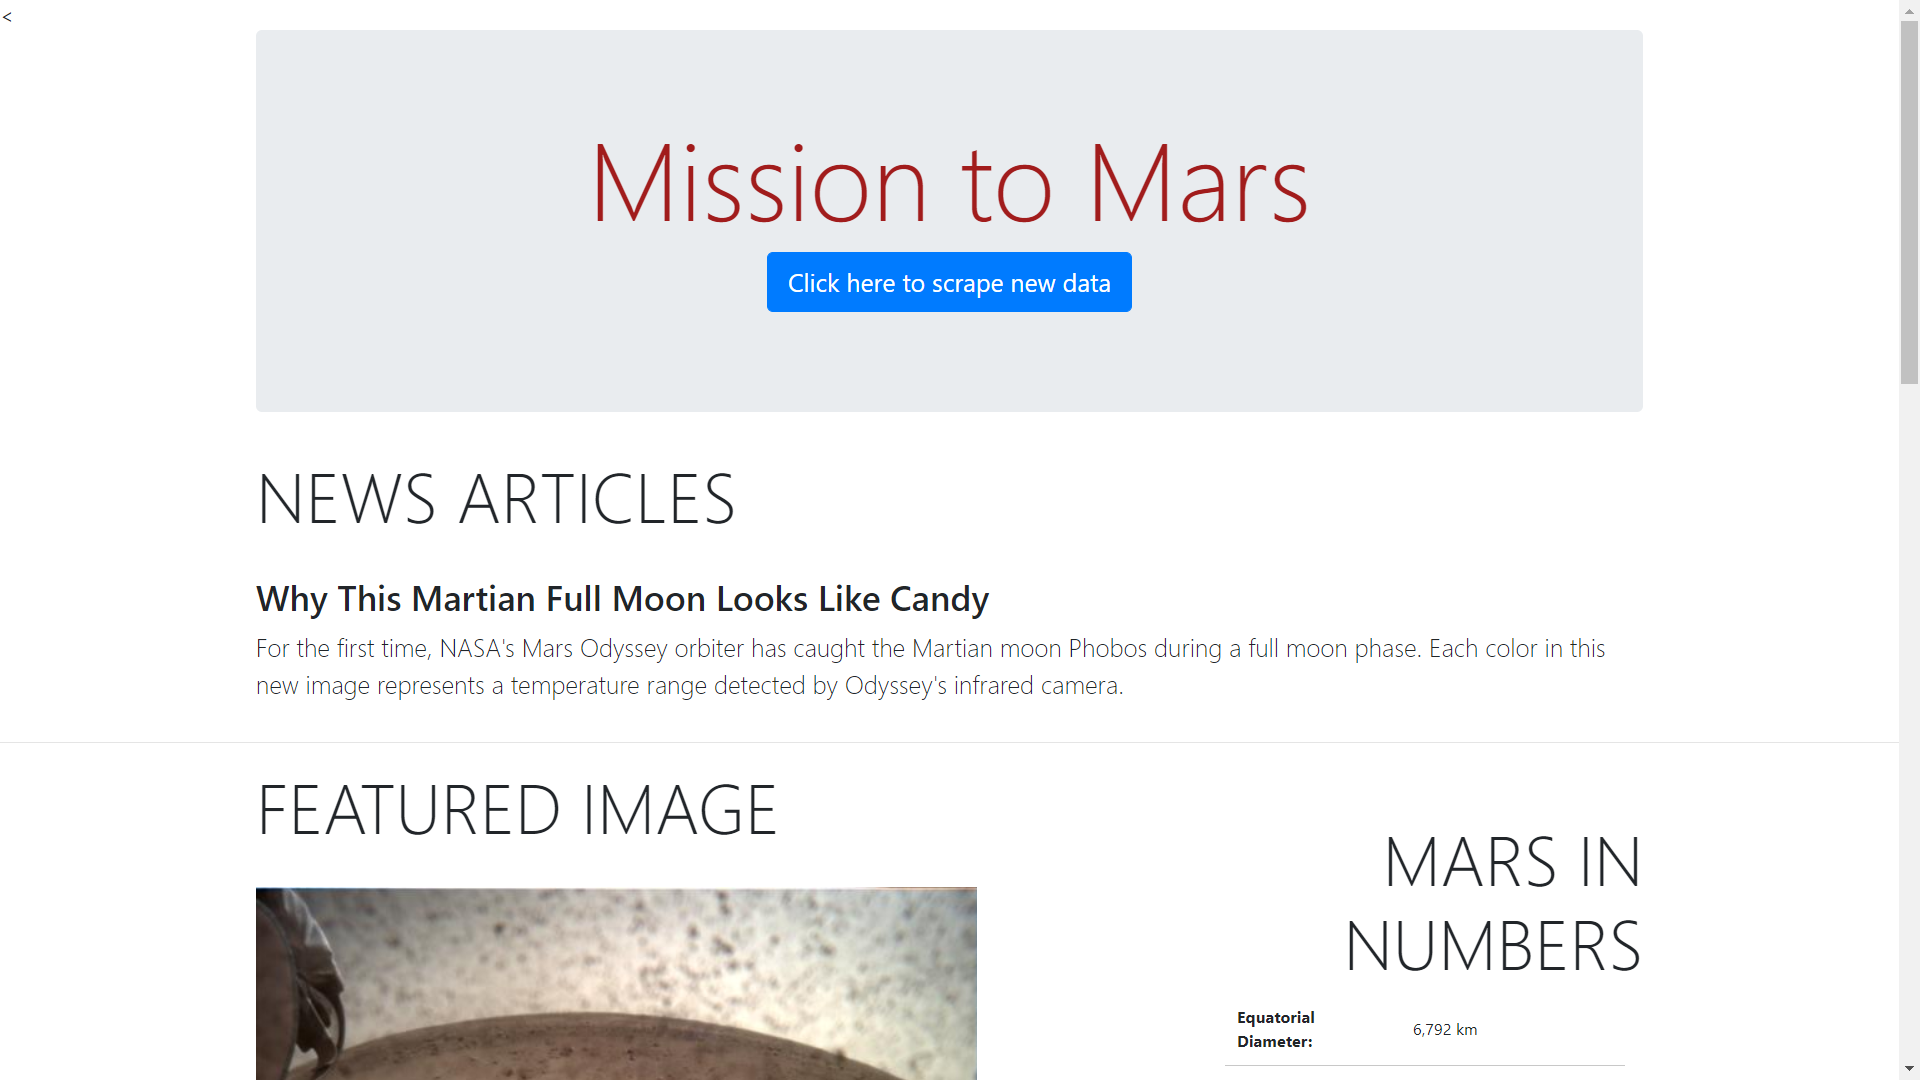 <
Mission to Mars
Click here to scrape new data
NEWS ARTICLES
Why This Martian Full Moon Looks Like Candy
For the first time, NASA's Mars Odyssey orbiter has caught the Martian moon Phobos during a full moon phase. Each color in this
new image represents a temperature range detected by Odyssey's infrared camera.
FEATURED IMAGE
MARS IN
NUMBERS
Equatorial
Diameter:
6,792 km